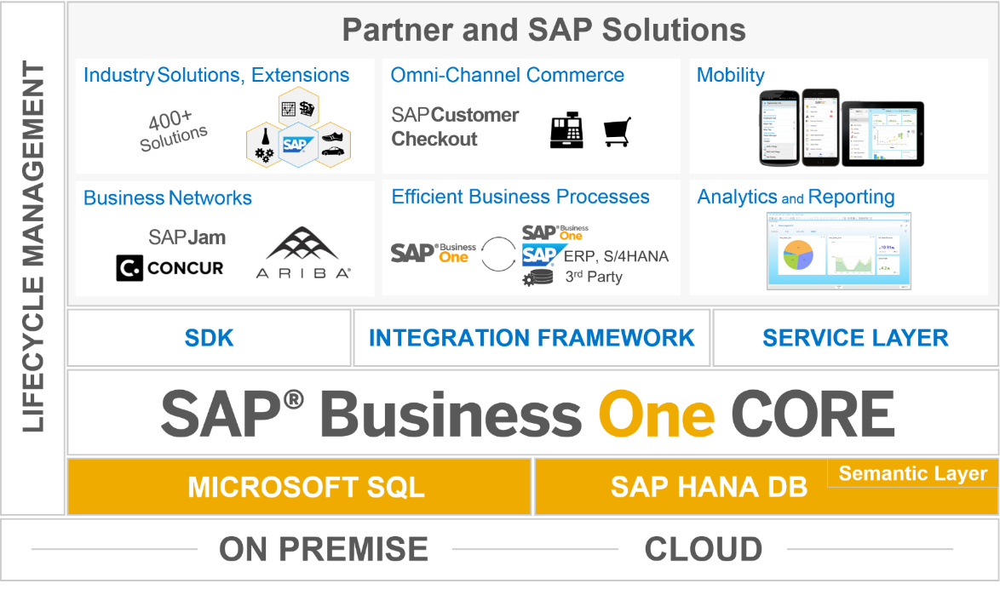 LIFECYCLE MANAGEMENT
Partner and SAP Solutions
Industry Solutions, Extensions
400+
Solutions
SAP
Omni-Channel Commerce
SAP Customer
Checkout
Mobility
Business Networks
SAP Jam
C. CONCUR
ARIBA®
Efficient Business Processes
SAP® Business
One
SAP® Business
One
SAP ERP, S/4HANA
3rd Party
Analytics and Reporting
SDK
INTEGRATION FRAMEWORK
SERVICE LAYER
SAP® Business One CORE
MICROSOFT SQL
SAP HANA DB
Semantic Layer
ON PREMISE
CLOUD